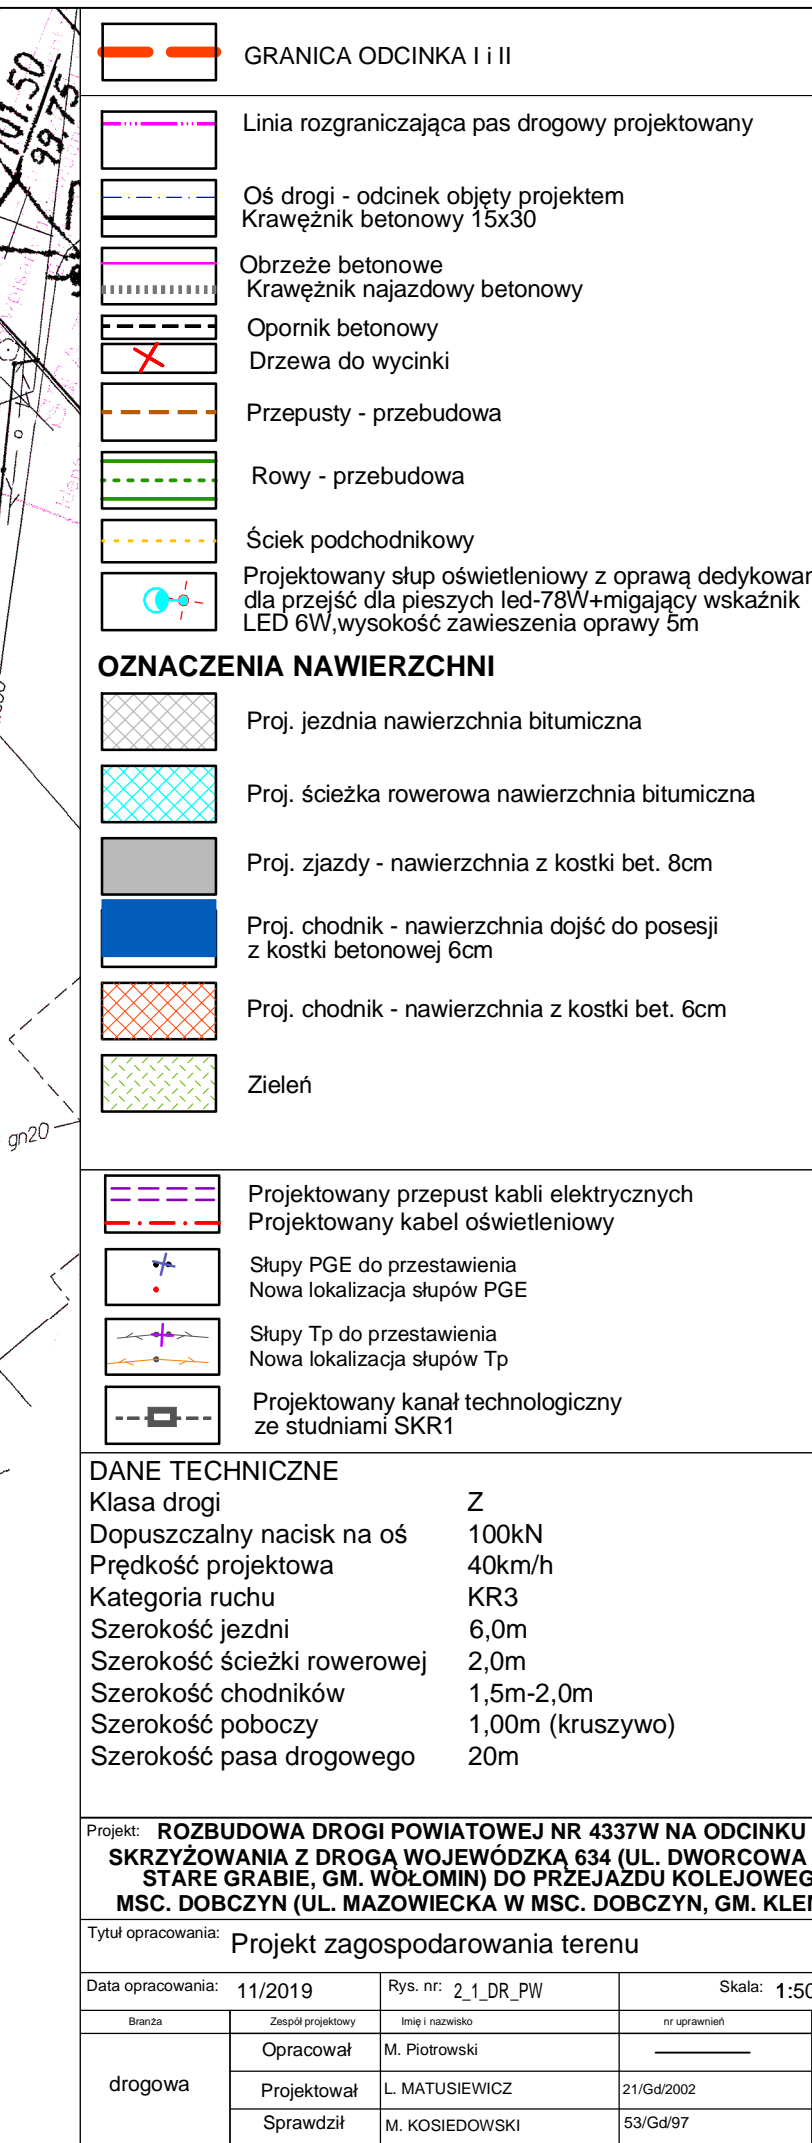 101.50
99.75
GRANICA ODCINKA I i II
Linia rozgraniczająca pas drogowy projektowany
Oś drogi - odcinek objęty projektem
Krawężnik betonowy 15x30
Obrzeże betonowe
Krawężnik najazdowy betonowy
Opornik betonowy
Drzewa do wycinki
Przepusty - przebudowa
Rowy - przebudowa
Ściek podchodnikowy
Projektowany słup oświetleniowy z oprawą dedykowan
dla przejść dla pieszych led-78W+migający wskaźnik
LED 6W,wysokość zawieszenia oprawy 5m
OZNACZENIA NAWIERZCHNI
Proj. jezdnia nawierzchnia bitumiczna
Proj. ścieżka rowerowa nawierzchnia bitumiczna
Proj. zjazdy - nawierzchnia z kostki bet. 8cm
Proj. chodnik - nawierzchnia dojść do posesji
z kostki betonowej 6cm
Proj. chodnik - nawierzchnia z kostki bet. 6cm
Zieleń
gn20
Projektowany przepust kabli elektrycznych
Projektowany kabel oświetleniowy
Słupy PGE do przestawienia
Nowa lokalizacja słupów PGE
Słupy Tp do przestawienia
Nowa lokalizacja słupów Tp
Projektowany kanał technologiczny
ze studniami SKR1
DANE TECHNICZNE
Klasa drogi Z
Dopuszczalny nacisk na oś 100kN
Prędkość projektowa 40km/h
Kategoria ruchu KR3
Szerokość jezdni 6,0m
Szerokość ścieżki rowerowej 2,0m
Szerokość chodników 1,5m-2,0m
Szerokość poboczy 1,00m (kruszywo)
Szerokość pasa drogowego 20m
Projekt: ROZBUDOWA DROGI POWIATOWEJ NR 4337W NA ODCINKU
SKRZYŻOWANIA Z DROGĄ WOJEWÓDZKĄ 634 (UL. DWORCOWA
STARE GRABIE, GM. WOŁOMIN) DO PRZEJAZDU KOLEJOWEG
MSC. DOBCZYN (UL. MAZOWIECKA W MSC. DOBCZYN, GM. KLE
Tytuł opracowania: Projekt zagospodarowania terenu
Data opracowania: 11/2019 Rys. nr: 2_1_DR_PW Skala: 1:50
Branża Zespół projektowy Imię i nazwisko nr uprawnień
drogowa
Opracował M. Piotrowski
Projektował L. MATUSIEWICZ 21/Gd/2002
Sprawdził M. KOSIEDOWSKI 53/Gd/97